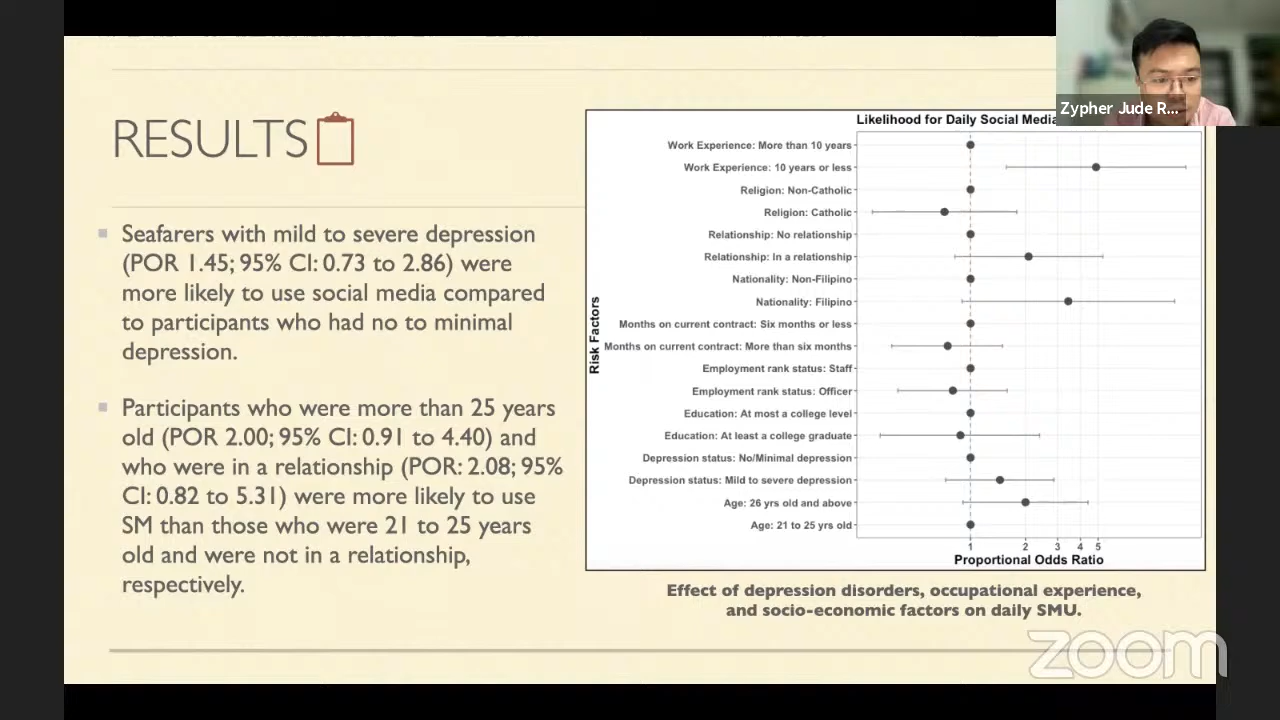 RESULTS
Seafarers with mild to severe depression
(POR 1.45; 95% CI: 0.73 to 2.86) were
more likely to use social media compared
to participants who had no to minimal
depression.
Participants who were more than 25 years
old (POR 2.00; 95% CI: 0.91 to 4.40) and
who were in a relationship (POR: 2.08; 95%
CI: 0.82 to 5.31) were more likely to use
SM than those who were 21 to 25 years
old and were not in a relationship,
respectively.
Zypher Jude R...
Likelihood for Daily Social Media
Risk Factors
Work Experience: More than 10 years
Work Experience: 10 years or less
Religion: Non-Catholic
Religion: Catholic
Relationship: No relationship
Relationship: In a relationship
Nationality: Non-Filipino
Nationality: Filipino
Months on current contract: Six months or less
Months on current contract: More than six months
Employment rank status: Staff
Employment rank status: Officer
Education: At most a college level
Education: At least a college graduate
Depression status: No/Minimal depression
Depression status: Mild to severe depression
Age: 26 yrs old and above
Age: 21 to 25 yrs old
1 2 3 4 5
Proportional Odds Ratio
Effect of depression disorders, occupational experience,
and socio-economic factors on daily SMU.
zoom